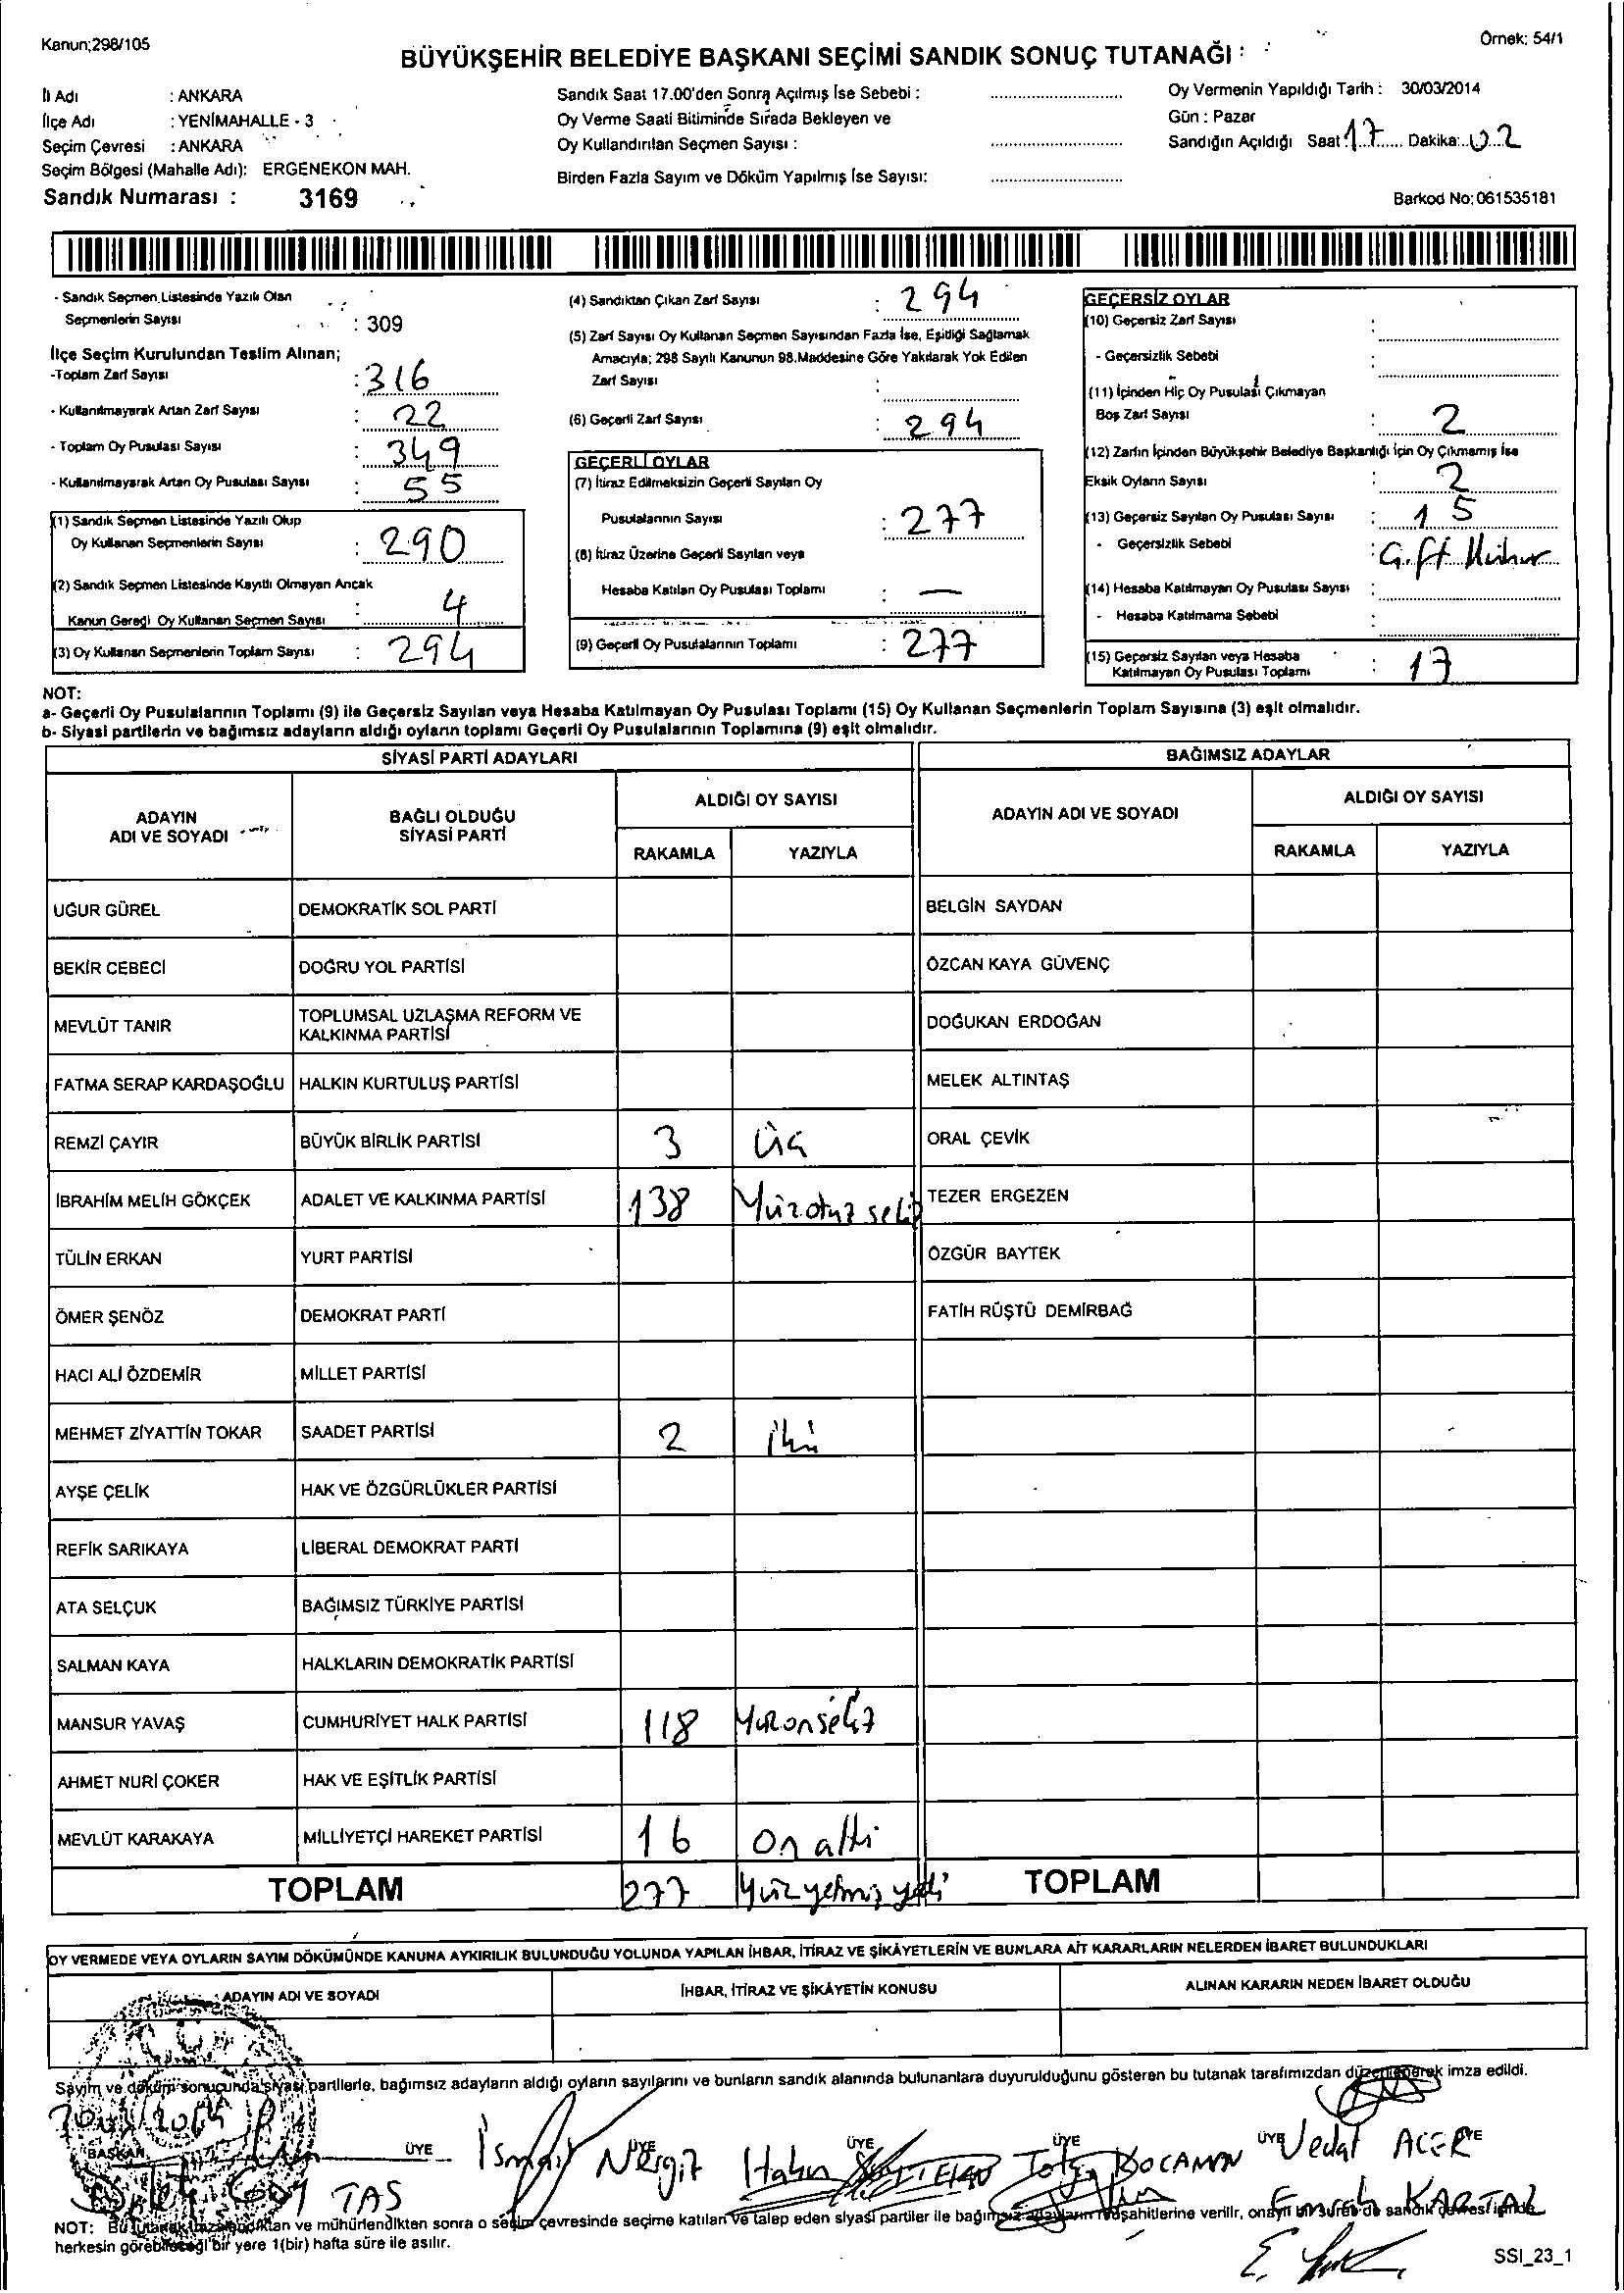 Kanun;298/105
Örnek: 54/1
BÜYÜKŞEHİR BELEDİYE BAŞKANI SEÇİMİ SANDIK SONUÇ TUTANAĞI :
İl Adı : ANKARA
İlçe Adı : YENİMAHALLE - 3
Seçim Çevresi : ANKARA
Seçim Bölgesi (Mahalle Adı): ERGENEKON MAH.
Sandık Numarası : 3169
Sandık Saat 17.00'den Sonra Açılmış İse Sebebi :
Oy Verme Saati Bitiminde Sırada Bekleyen ve
Oy Kullandırılan Seçmen Sayısı :
Birden Fazla Sayım ve Döküm Yapılmış İse Sayısı:
Oy Vermenin Yapıldığı Tarih : 30/03/2014
Gün : Pazar
Sandığın Açıldığı Saat 17 Dakika: 02
Barkod No: 061535181
- Sandık Seçmen Listesinde Yazılı Olan
Seçmenlerin Sayısı : 309
İlçe Seçim Kurulundan Teslim Alınan;
-Toplam Zarf Sayısı : 316
- Kullanılmayarak Artan Zarf Sayısı : 22
- Toplam Oy Pusulası Sayısı : 349
- Kullanılmayarak Artan Oy Pusulası Sayısı : 55
(1) Sandık Seçmen Listesinde Yazılı Olup
Oy Kullanan Seçmenlerin Sayısı : 290
(2) Sandık Seçmen Listesinde Kayıtlı Olmayan Ancak
Kanun Gereği Oy Kullanan Seçmen Sayısı : 4
(3) Oy Kullanan Seçmenlerin Toplam Sayısı : 294
(4) Sandıktan Çıkan Zarf Sayısı : 294
(5) Zarf Sayısı Oy Kullanan Seçmen Sayısından Fazla İse, Eşitliği Sağlamak
Amacıyla; 298 Sayılı Kanunun 98.Maddesine Göre Yakılarak Yok Edilen
Zarf Sayısı :
(6) Geçerli Zarf Sayısı : 294
GEÇERLİ OYLAR
(7) İtiraz Edilmeksizin Geçerli Sayılan Oy
Pusulalarının Sayısı : 277
(8) İtiraz Üzerine Geçerli Sayılan veya
Hesaba Katılan Oy Pusulası Toplamı : —
(9) Geçerli Oy Pusulalarının Toplamı : 277
GEÇERSİZ OYLAR
(10) Geçersiz Zarf Sayısı :
- Geçersizlik Sebebi :
(11) İçinden Hiç Oy Pusulası Çıkmayan
Boş Zarf Sayısı : 2
(12) Zarfın İçinden Büyükşehir Belediye Başkanlığı İçin Oy Çıkmamış İse
Eksik Oyların Sayısı : 2
(13) Geçersiz Sayılan Oy Pusulası Sayısı : 15
- Geçersizlik Sebebi : Çift Mühür
(14) Hesaba Katılmayan Oy Pusulası Sayısı :
- Hesaba Katılmama Sebebi :
(15) Geçersiz Sayılan veya Hesaba
Katılmayan Oy Pusulası Toplamı : 17
NOT:
a- Geçerli Oy Pusulalarının Toplamı (9) ile Geçersiz Sayılan veya Hesaba Katılmayan Oy Pusulası Toplamı (15) Oy Kullanan Seçmenlerin Toplam Sayısına (3) eşit olmalıdır.
b- Siyasi partilerin ve bağımsız adayların aldığı oyların toplamı Geçerli Oy Pusulalarının Toplamına (9) eşit olmalıdır.
SİYASİ PARTİ ADAYLARI
BAĞIMSIZ ADAYLAR
ADAYIN
ADI VE SOYADI
BAĞLI OLDUĞU
SİYASİ PARTİ
ALDIĞI OY SAYISI
RAKAMLA YAZIYLA
ADAYIN ADI VE SOYADI
ALDIĞI OY SAYISI
RAKAMLA YAZIYLA
UĞUR GÜREL DEMOKRATİK SOL PARTİ BELGİN SAYDAN
BEKİR CEBECİ DOĞRU YOL PARTİSİ ÖZCAN KAYA GÜVENÇ
MEVLÜT TANIR TOPLUMSAL UZLAŞMA REFORM VE
KALKINMA PARTİSİ DOĞUKAN ERDOĞAN
FATMA SERAP KARDAŞOĞLU HALKIN KURTULUŞ PARTİSİ MELEK ALTINTAŞ
REMZİ ÇAYIR BÜYÜK BİRLİK PARTİSİ 3 Üç ORAL ÇEVİK
İBRAHİM MELİH GÖKÇEK ADALET VE KALKINMA PARTİSİ 138 Yüzotuz sekiz TEZER ERGEZEN
TÜLİN ERKAN YURT PARTİSİ ÖZGÜR BAYTEK
ÖMER ŞENÖZ DEMOKRAT PARTİ FATİH RÜŞTÜ DEMİRBAĞ
HACI ALİ ÖZDEMİR MİLLET PARTİSİ
MEHMET ZİYATTİN TOKAR SAADET PARTİSİ 2 iki
AYŞE ÇELİK HAK VE ÖZGÜRLÜKLER PARTİSİ
REFİK SARIKAYA LİBERAL DEMOKRAT PARTİ
ATA SELÇUK BAĞIMSIZ TÜRKİYE PARTİSİ
SALMAN KAYA HALKLARIN DEMOKRATİK PARTİSİ
MANSUR YAVAŞ CUMHURİYET HALK PARTİSİ 118 Yüzonsekiz
AHMET NURİ ÇOKER HAK VE EŞİTLİK PARTİSİ
MEVLÜT KARAKAYA MİLLİYETÇİ HAREKET PARTİSİ 16 On altı
TOPLAM 277 Yüzyetmiş yedi TOPLAM
OY VERMEDE VEYA OYLARIN SAYIM DÖKÜMÜNDE KANUNA AYKIRILIK BULUNDUĞU YOLUNDA YAPILAN İHBAR, İTİRAZ VE ŞİKÂYETLERİN VE BUNLARA AİT KARARLARIN NELERDEN İBARET BULUNDUKLARI
ADAYIN ADI VE SOYADI İHBAR, İTİRAZ VE ŞİKÂYETİN KONUSU ALINAN KARARIN NEDEN İBARET OLDUĞU
Sayım ve döküm sonucunda siyasi partilerle, bağımsız adayların aldığı oyların sayılarını ve bunların sandık alanında bulunanlara duyurulduğunu gösteren bu tutanak tarafımızdan düzenlenerek imza edildi.
BAŞKAN ÜYE ÜYE ÜYE ÜYE ÜYE ÜYE
İsmail Nergiz Hakan KOCAMAN Vedat ACER
TAŞ Emrah KARTAL
NOT: Bu tutanak imzalandıktan ve mühürlendikten sonra o seçim çevresinde seçime katılan ve talep eden siyasi partiler ile bağımsız adayların müşahitlerine verilir, onaylı bir sureti de sandık çevresi içinde
herkesin görebileceği bir yere 1(bir) hafta süre ile asılır.
SSI_23_1